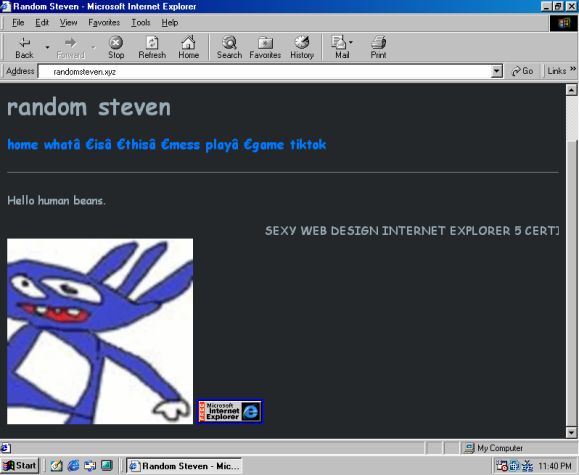 Random Steven - Microsoft Internet Explorer
File Edit View Favorites Tools Help
Back Forward Stop Refresh Home Search Favorites History Mail Print
Address randomsteven.xyz Go Links »
random steven
home whatâ €isâ €thisâ €mess playâ €game tiktok
Hello human beans.
SEXY WEB DESIGN INTERNET EXPLORER 5 CERTI
FREE Microsoft Internet Explorer
My Computer
Start Random Steven - Mic... 11:40 PM